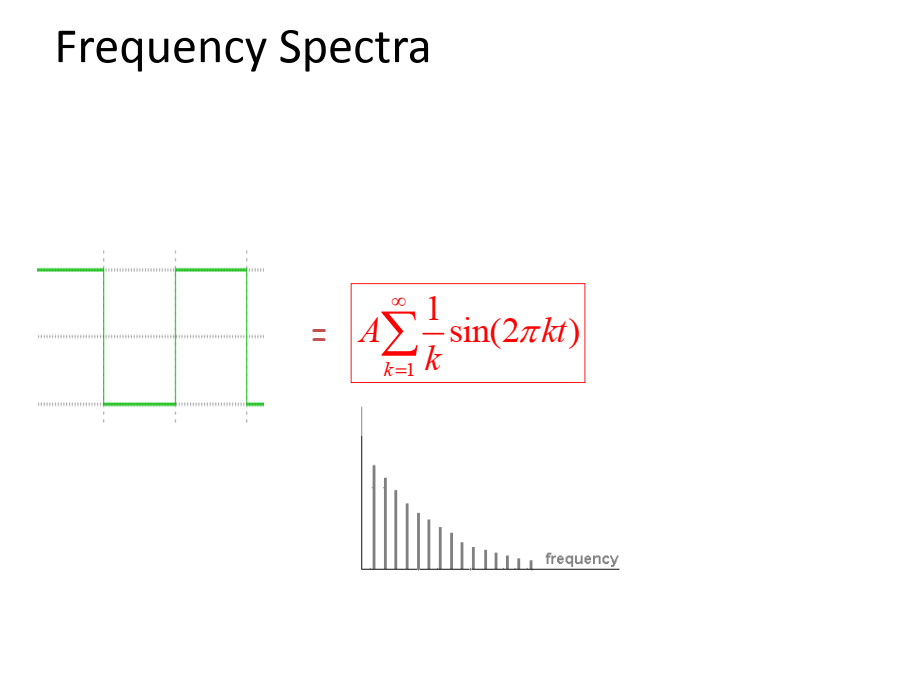 Frequency Spectra
= A∑_{k=1}^{∞} 1/k sin(2πkt)
frequency